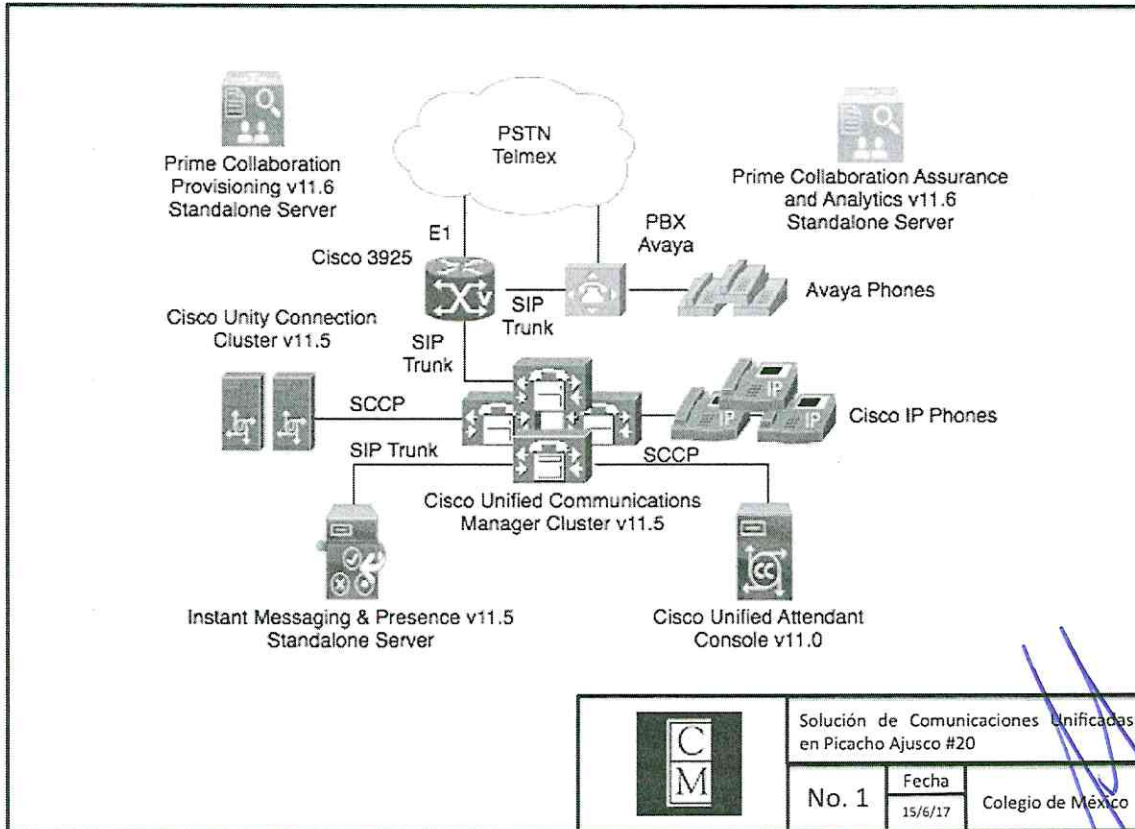 PSTN
Telmex
Prime Collaboration
Provisioning v11.6
Standalone Server
Prime Collaboration Assurance
and Analytics v11.6
Standalone Server
E1
PBX
Avaya
Cisco 3925
V
SIP
Trunk
Avaya Phones
Cisco Unity Connection
Cluster v11.5
SIP
Trunk
SCCP
IP
IP
IP
Cisco IP Phones
SIP Trunk
SCCP
Cisco Unified Communications
Manager Cluster v11.5
CC
Instant Messaging & Presence v11.5
Standalone Server
Cisco Unified Attendant
Console v11.0
C
M
Solución de Comunicaciones Unificadas
en Picacho Ajusco #20
No. 1
Fecha
15/6/17
Colegio de México